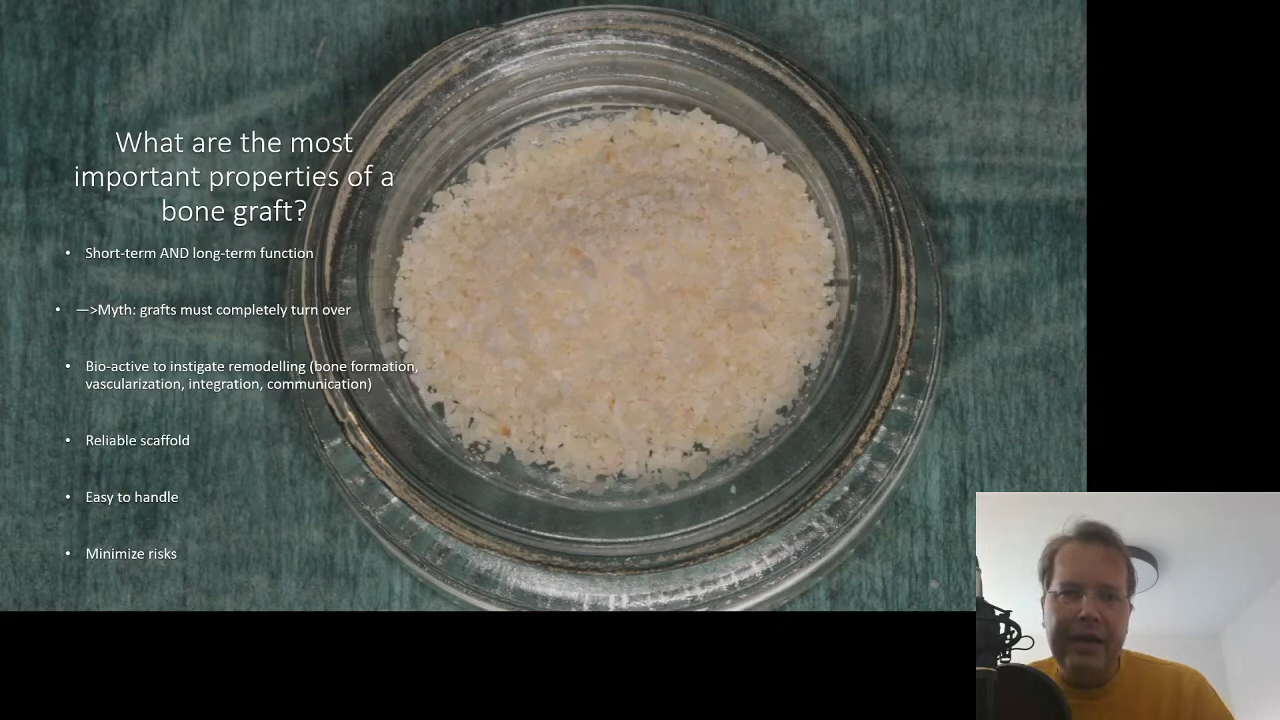 What are the most
important properties of a
bone graft?
• Short-term AND long-term function
• —>Myth: grafts must completely turn over
• Bio-active to instigate remodelling (bone formation,
vascularization, integration, communication)
• Reliable scaffold
• Easy to handle
• Minimize risks